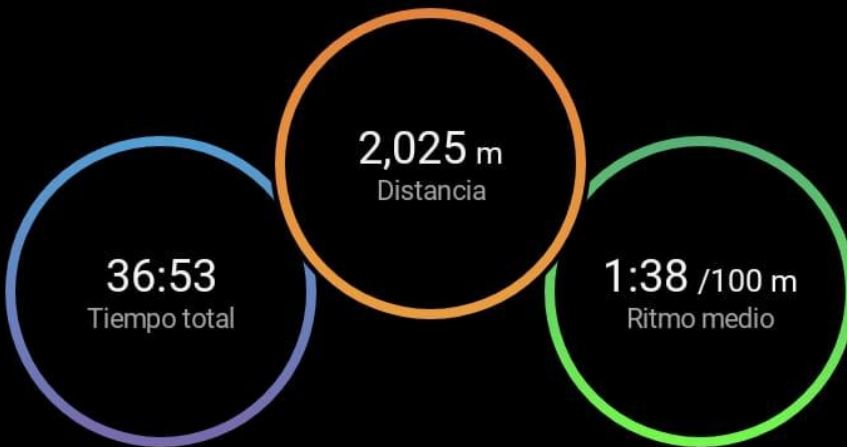 2,025 m
Distancia
36:53
Tiempo total
1:38 /100 m
Ritmo medio